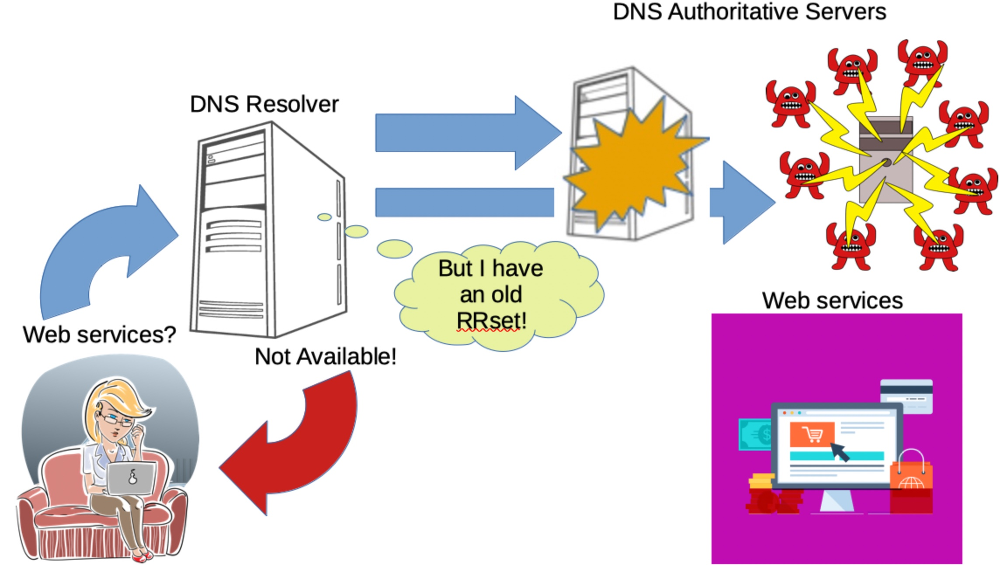 DNS Authoritative Servers
DNS Resolver
But I have
an old
RRset!
Web services?
Not Available!
Web services
$